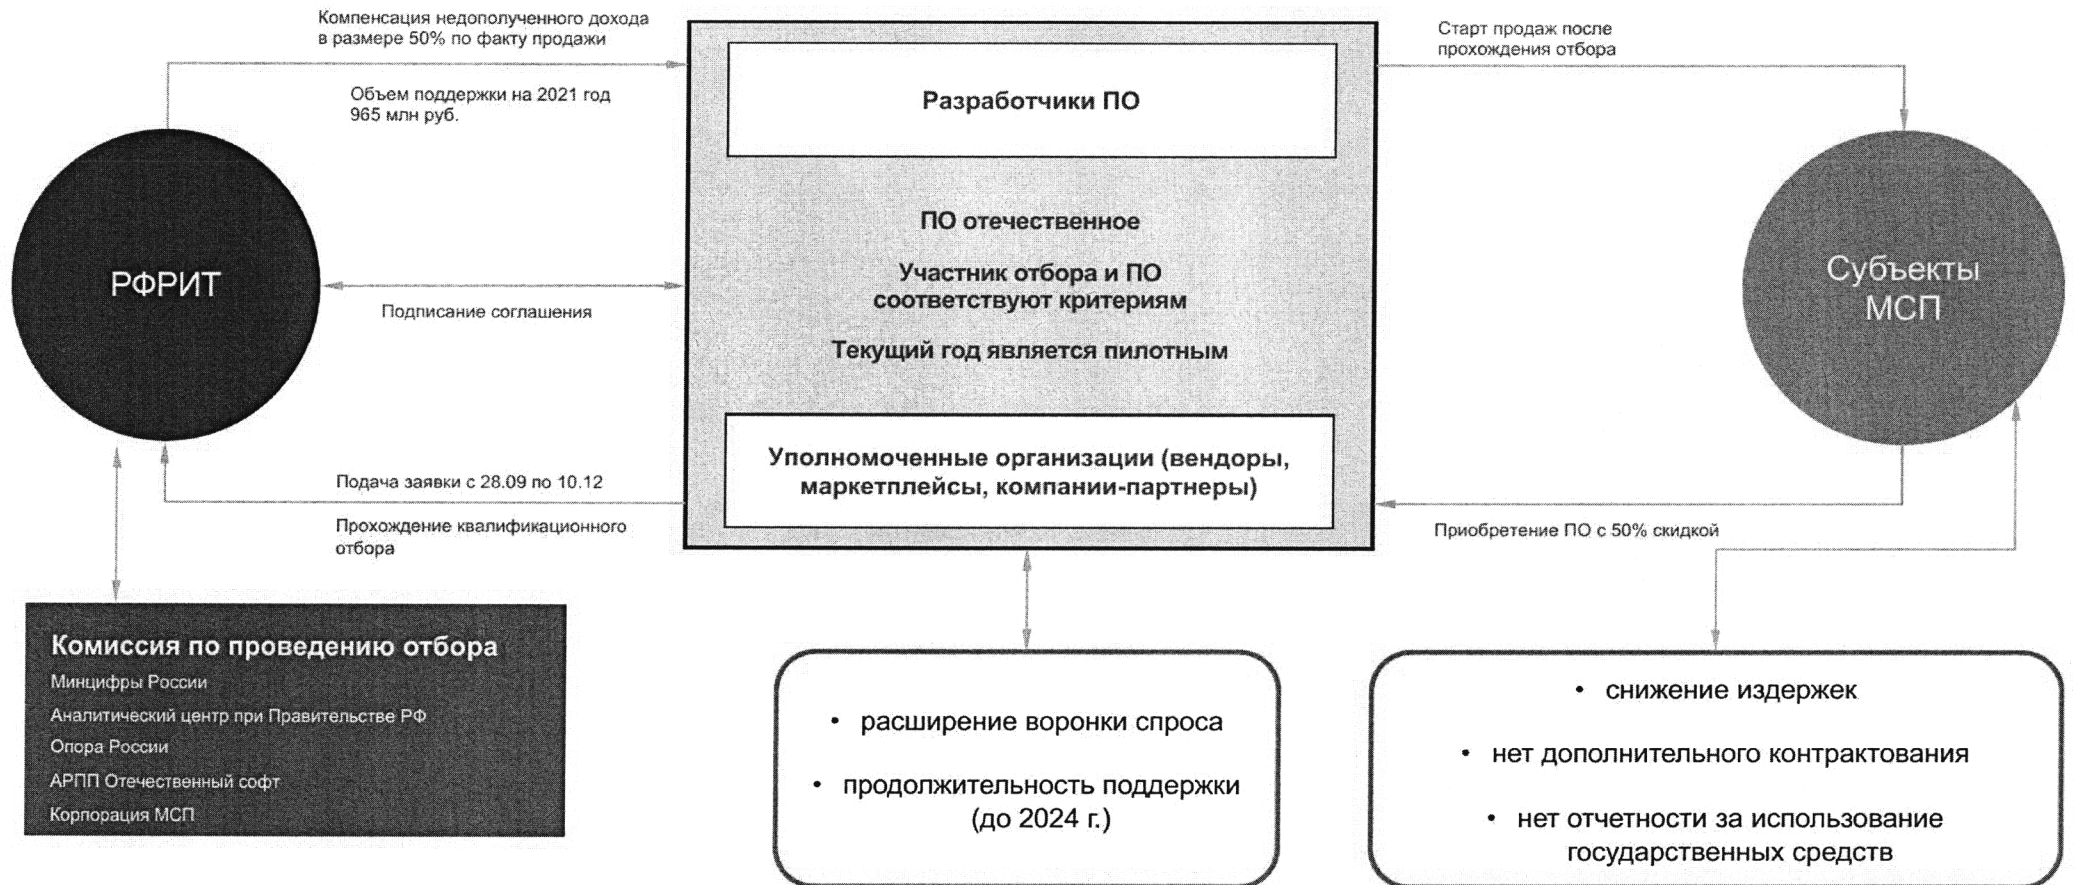 Компенсация недополученного дохода
в размере 50% по факту продажи
Объем поддержки на 2021 год
965 млн руб.
РФРИТ
Подписание соглашения
Подача заявки с 28.09 по 10.12
Прохождение квалификационного
отбора
Комиссия по проведению отбора
Минцифры России
Аналитический центр при Правительстве РФ
Опора России
АРПП Отечественный софт
Корпорация МСП
Разработчики ПО
ПО отечественное
Участник отбора и ПО
соответствуют критериям
Текущий год является пилотным
Уполномоченные организации (вендоры,
маркетплейсы, компании-партнеры)
• расширение воронки спроса
• продолжительность поддержки
(до 2024 г.)
Старт продаж после
прохождения отбора
Субъекты
МСП
Приобретение ПО с 50% скидкой
• снижение издержек
• нет дополнительного контрактования
• нет отчетности за использование
государственных средств